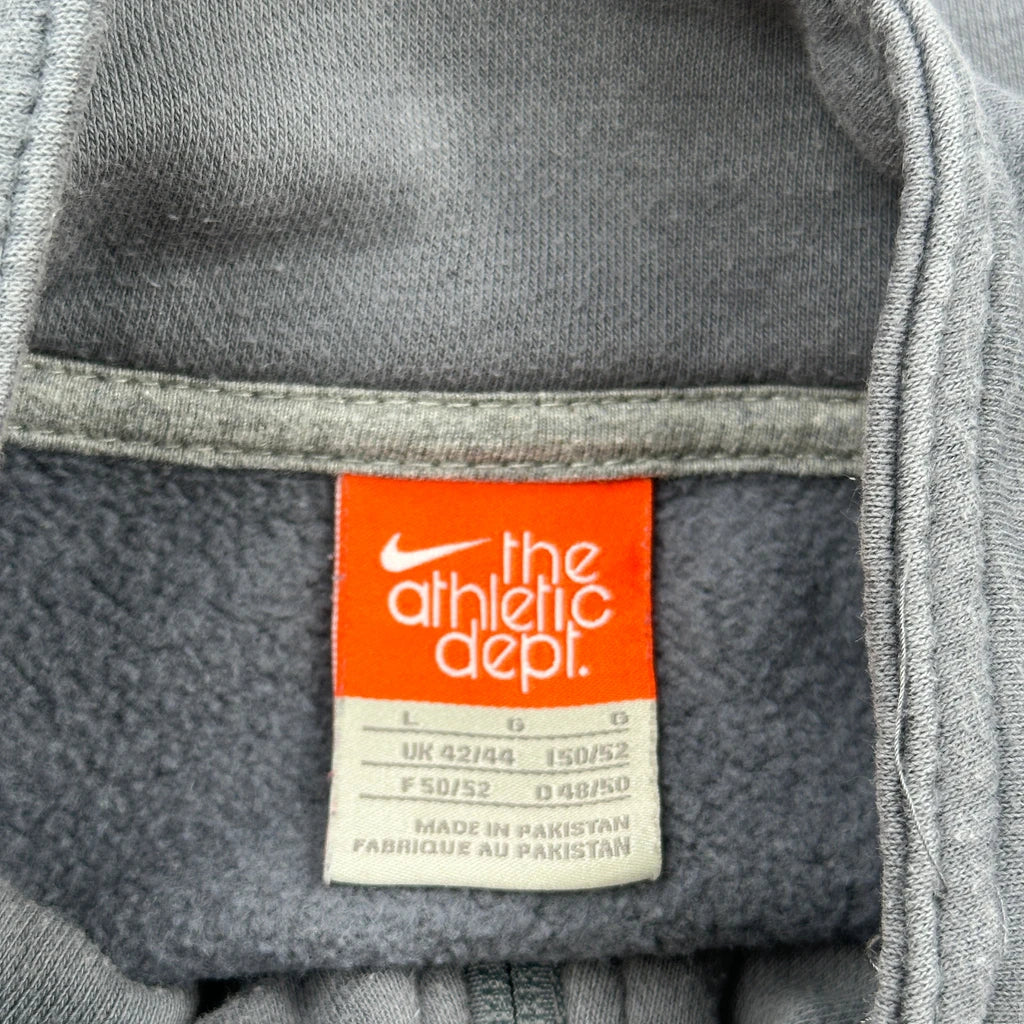 the
athletic
dept.
L G G
UK 42/44 I 50/52
F 50/52 D 48/50
MADE IN PAKISTAN
FABRIQUE AU PAKISTAN